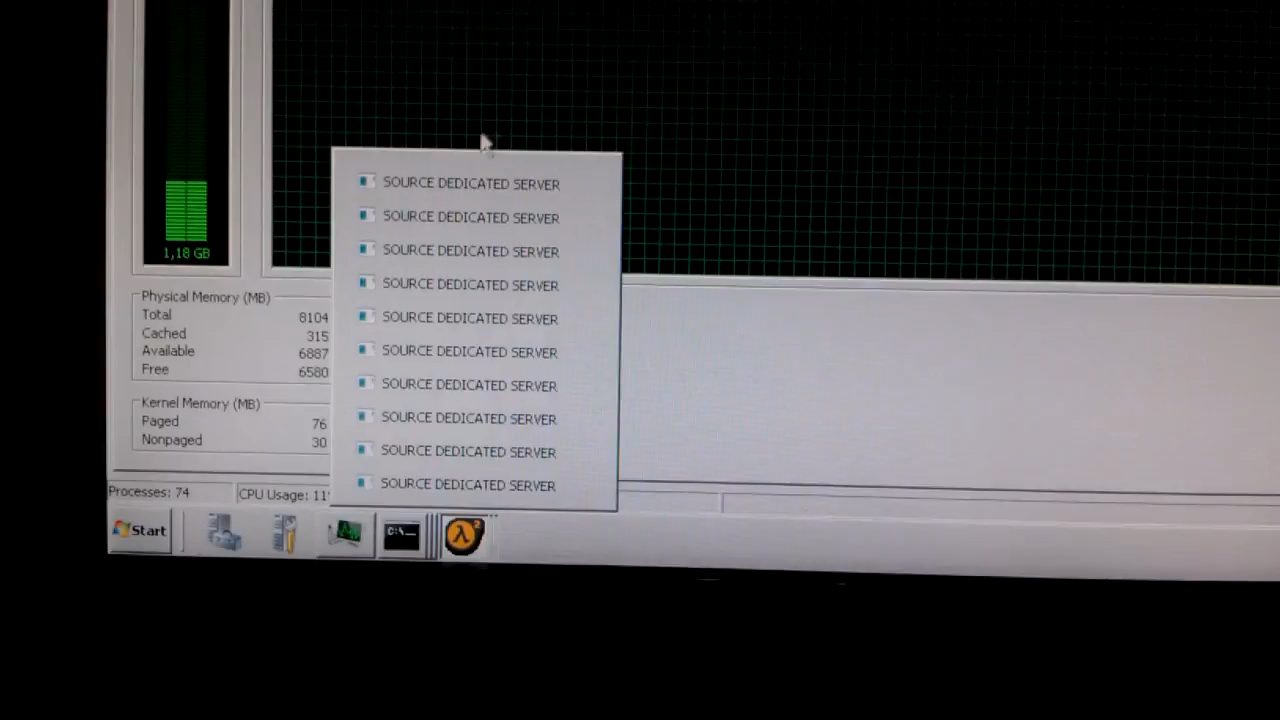 SOURCE DEDICATED SERVER
SOURCE DEDICATED SERVER
SOURCE DEDICATED SERVER
SOURCE DEDICATED SERVER
SOURCE DEDICATED SERVER
SOURCE DEDICATED SERVER
SOURCE DEDICATED SERVER
SOURCE DEDICATED SERVER
SOURCE DEDICATED SERVER
SOURCE DEDICATED SERVER
1,18 GB
Physical Memory (MB)
Total 8104
Cached 315
Available 6887
Free 6580
Kernel Memory (MB)
Paged 76
Nonpaged 30
Processes: 74 CPU Usage: 11
Start
C:\
λ2